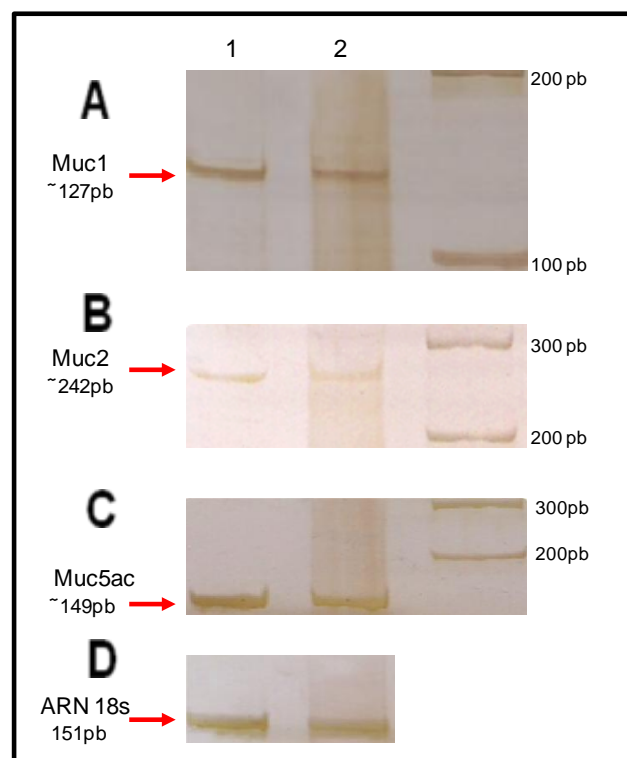 1 2
A
200 pb
Muc1
~127pb
100 pb
B
300 pb
Muc2
~242pb
200 pb
C
300pb
200pb
Muc5ac
~149pb
D
ARN 18s
151pb